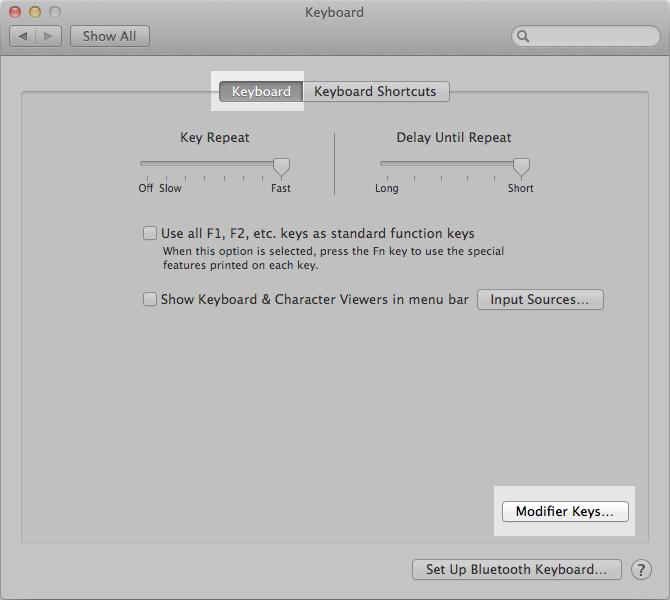 Keyboard
Show All
Keyboard Keyboard Shortcuts
Key Repeat Delay Until Repeat
Off Slow Fast Long Short
Use all F1, F2, etc. keys as standard function keys
When this option is selected, press the Fn key to use the special
features printed on each key.
Show Keyboard & Character Viewers in menu bar Input Sources...
Modifier Keys...
Set Up Bluetooth Keyboard... ?